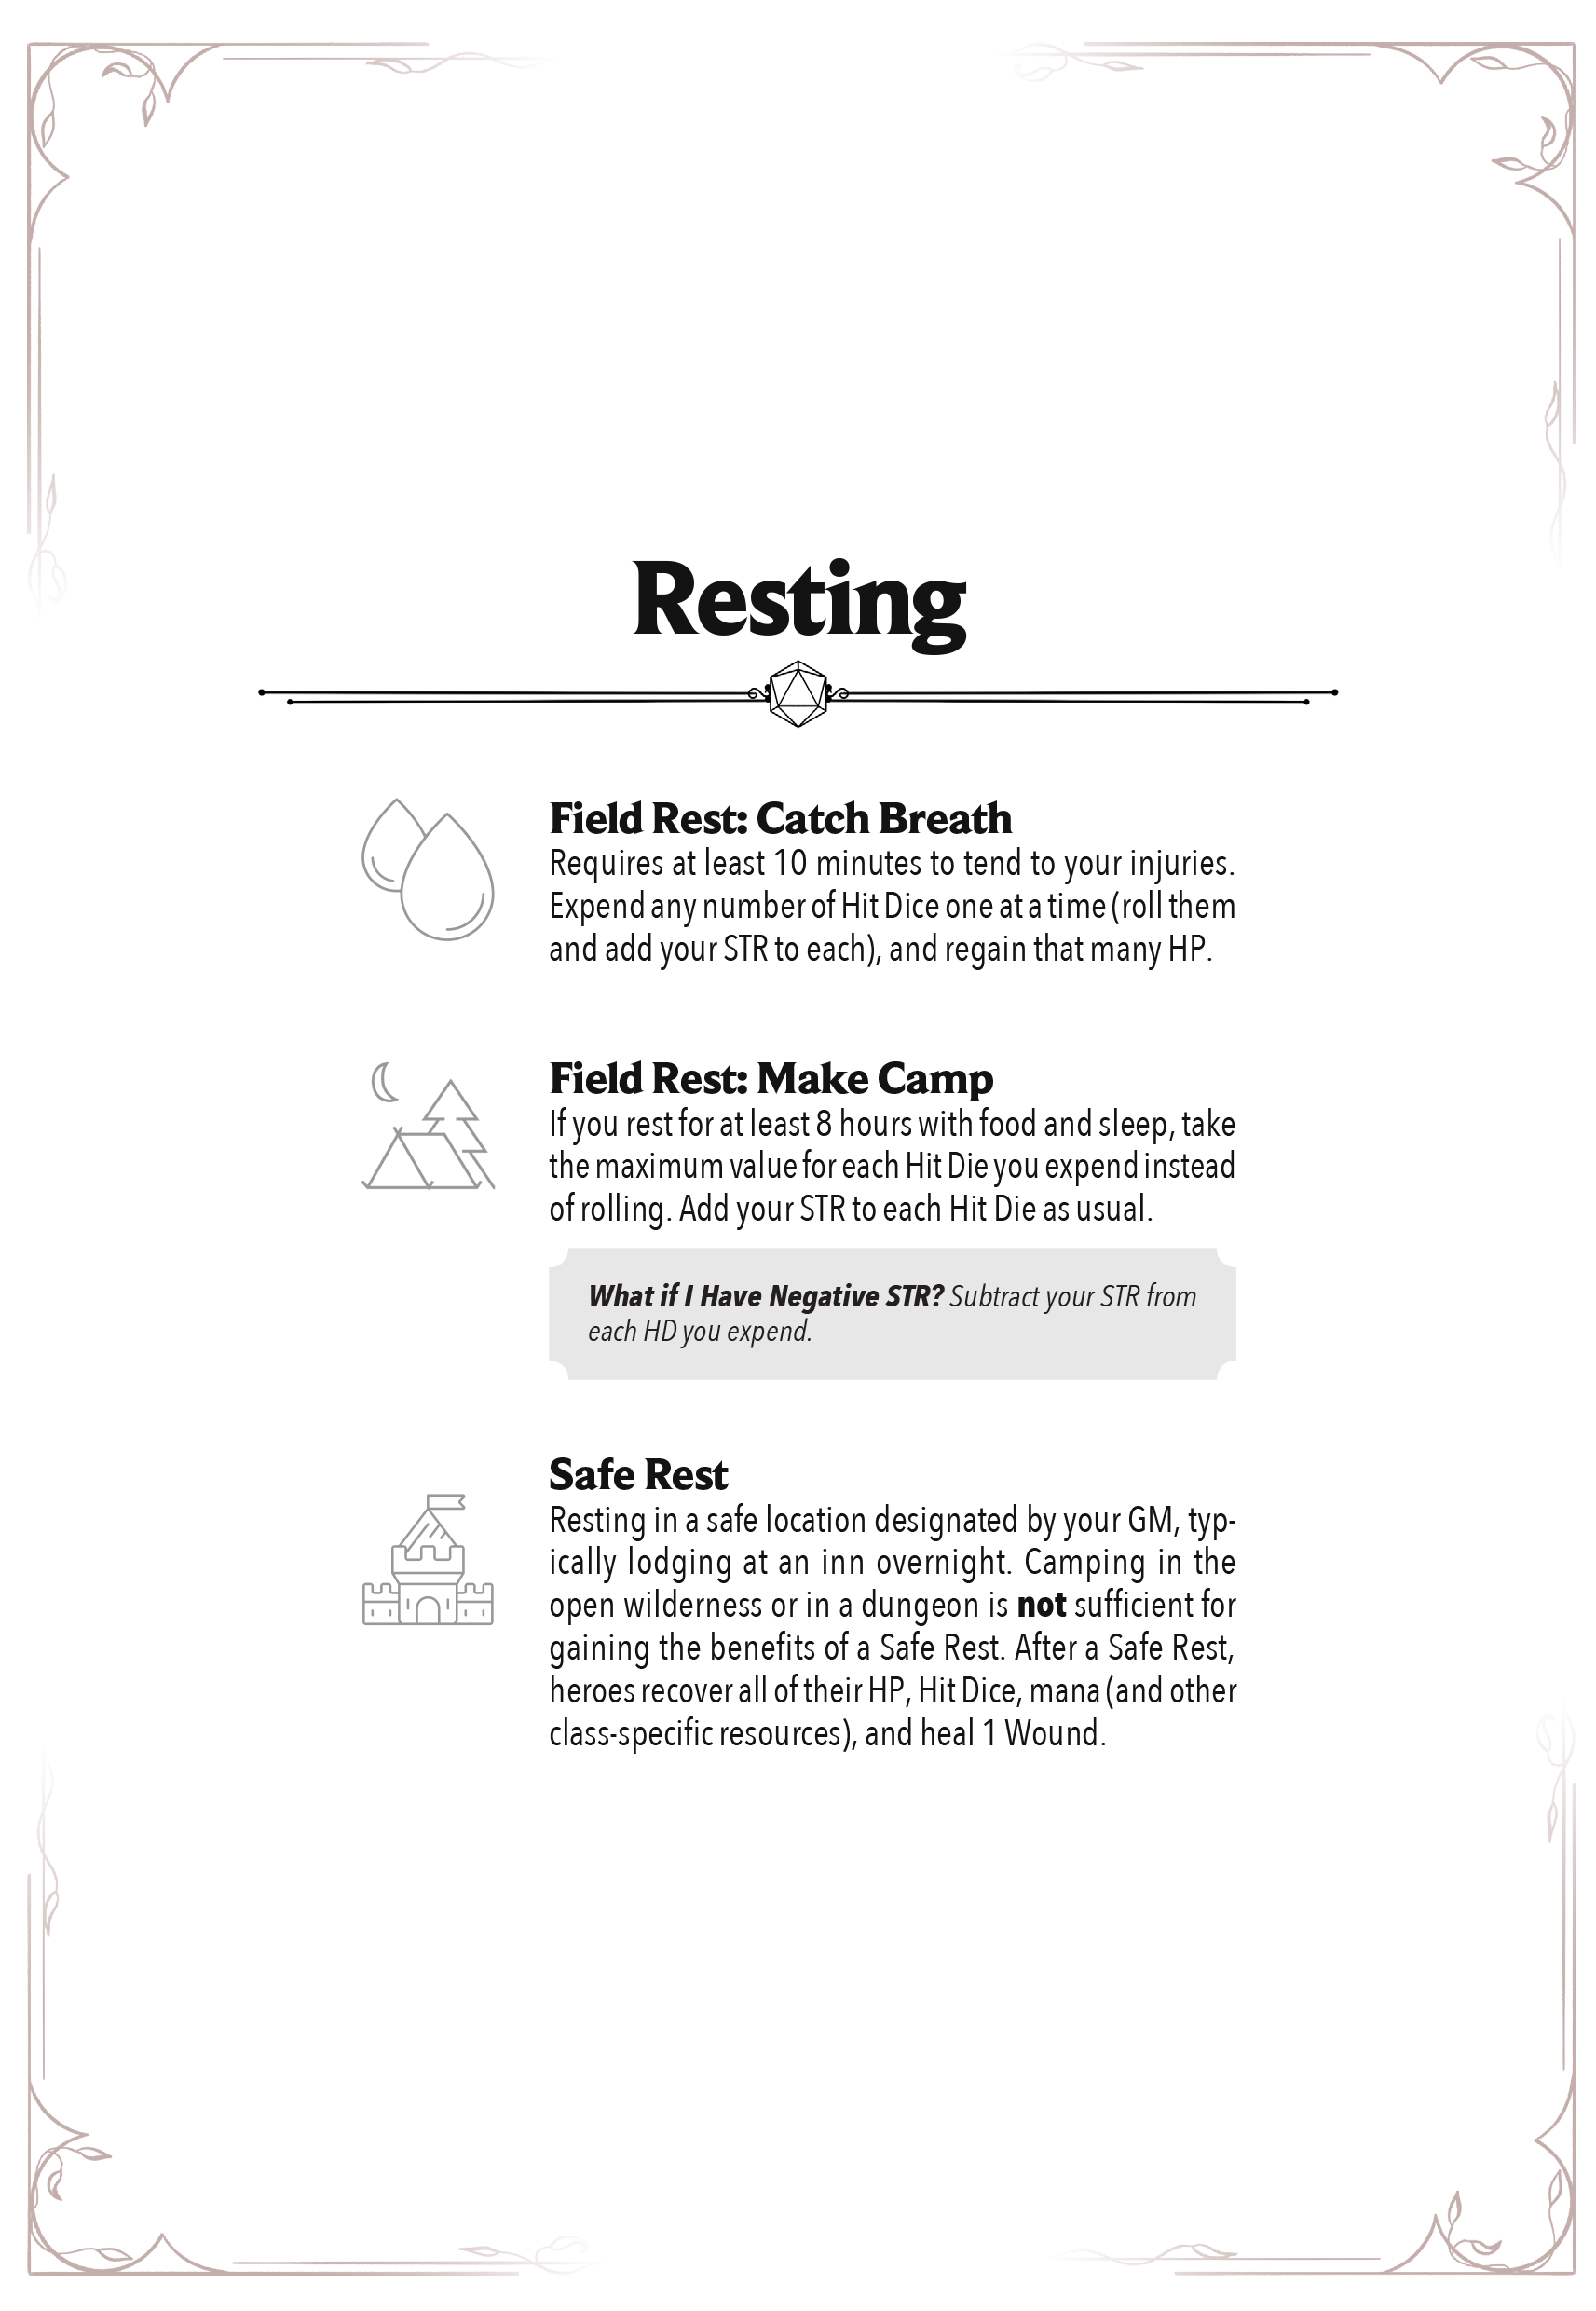 Resting
Field Rest: Catch Breath
Requires at least 10 minutes to tend to your injuries.
Expend any number of Hit Dice one at a time (roll them
and add your STR to each), and regain that many HP.
Field Rest: Make Camp
If you rest for at least 8 hours with food and sleep, take
the maximum value for each Hit Die you expend instead
of rolling. Add your STR to each Hit Die as usual.
What if I Have Negative STR? Subtract your STR from
each HD you expend.
Safe Rest
Resting in a safe location designated by your GM, typ-
ically lodging at an inn overnight. Camping in the
open wilderness or in a dungeon is not sufficient for
gaining the benefits of a Safe Rest. After a Safe Rest,
heroes recover all of their HP, Hit Dice, mana (and other
class-specific resources), and heal 1 Wound.